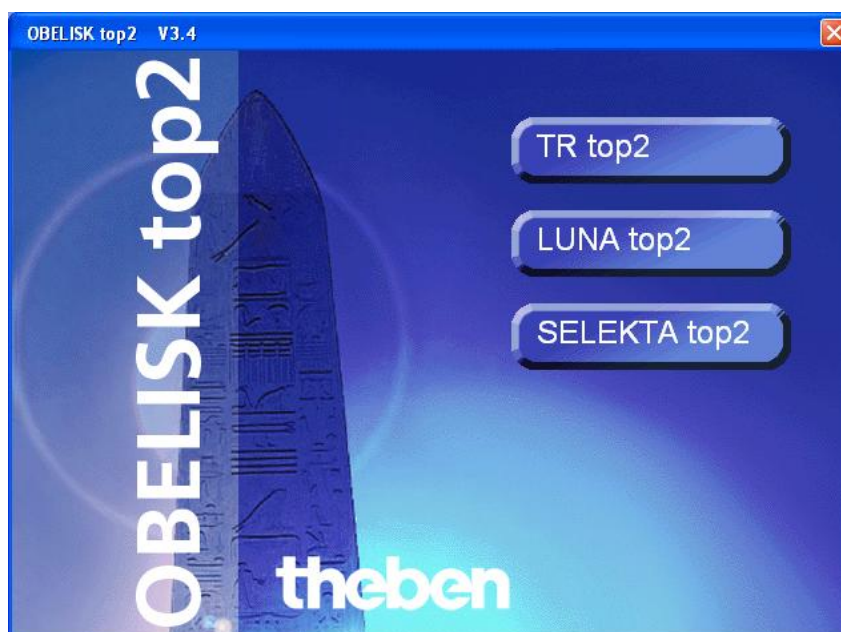 OBELISK top2 V3.4
OBELISK top2
TR top2
LUNA top2
SELEKTA top2
theben